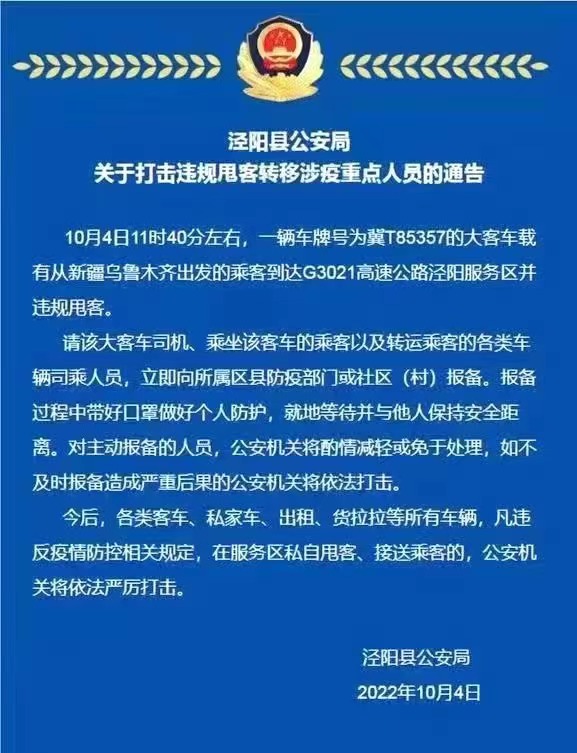 泾阳县公安局
关于打击违规甩客转移涉疫重点人员的通告
10月4日11时40分左右，一辆车牌号为冀T85357的大客车载
有从新疆乌鲁木齐出发的乘客到达G3021高速公路泾阳服务区并
违规甩客。
请该大客车司机、乘坐该客车的乘客以及转运乘客的各类车
辆司乘人员，立即向所属区县防疫部门或社区（村）报备。报备
过程中带好口罩做好个人防护，就地等待并与他人保持安全距
离。对主动报备的人员，公安机关将酌情减轻或免于处理，如不
及时报备造成严重后果的公安机关将依法打击。
今后，各类客车、私家车、出租、货拉拉等所有车辆，凡违
反疫情防控相关规定，在服务区私自甩客、接送乘客的，公安机
关将依法严厉打击。
泾阳县公安局
2022年10月4日